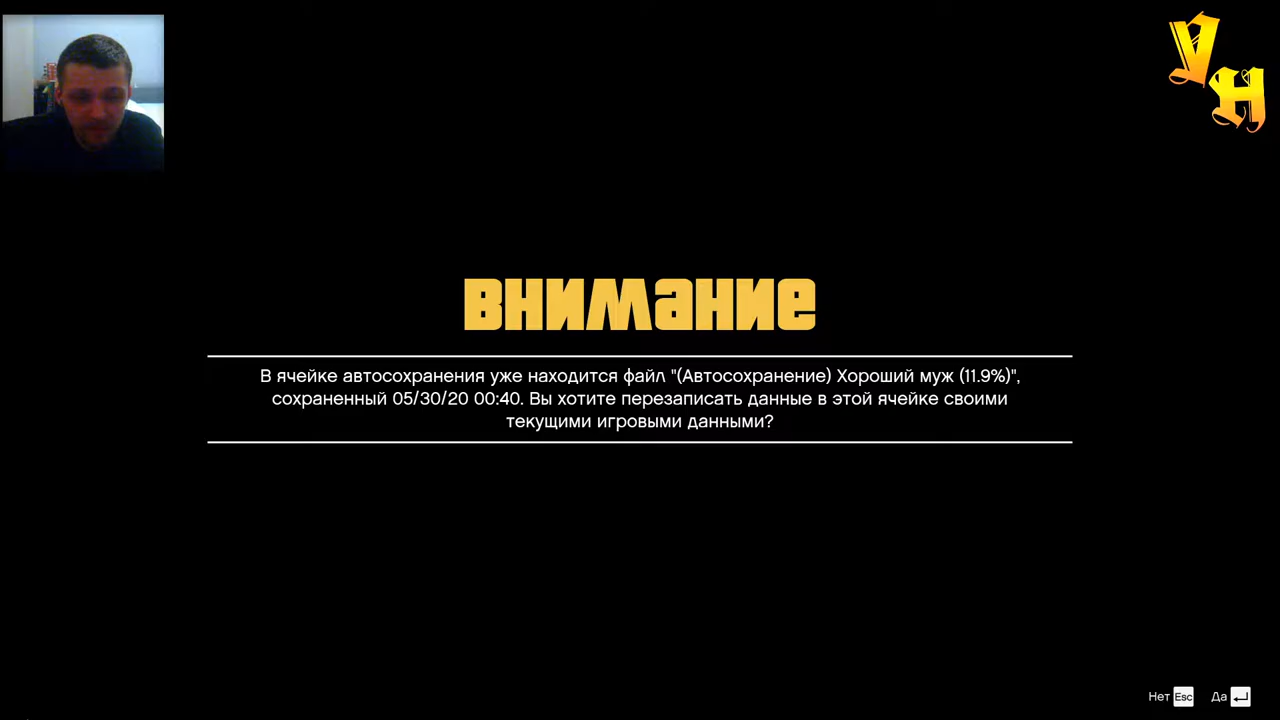 УН
внимание
В ячейке автосохранения уже находится файл "(Автосохранение) Хороший муж (11.9%)",
сохраненный 05/30/20 00:40. Вы хотите перезаписать данные в этой ячейке своими
текущими игровыми данными?
Нет Esc Да